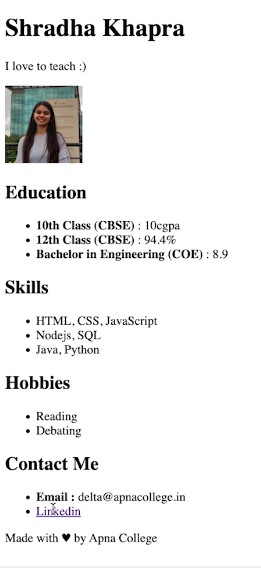 Shradha Khapra
I love to teach :)
Education
10th Class (CBSE) : 10cgpa
12th Class (CBSE) : 94.4%
Bachelor in Engineering (COE) : 8.9
Skills
HTML, CSS, JavaScript
Nodejs, SQL
Java, Python
Hobbies
Reading
Debating
Contact Me
Email : delta@apnacollege.in
Linkedin
Made with ♥ by Apna College